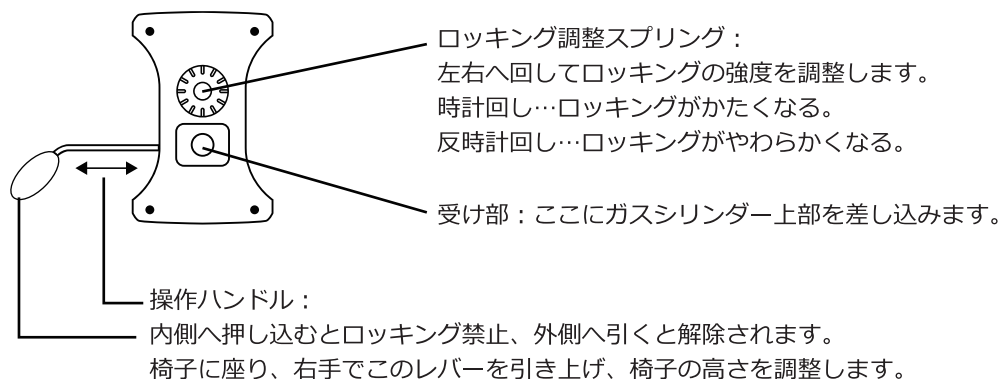 ロッキング調整スプリング：
左右へ回してロッキングの強度を調整します。
時計回し…ロッキングがかたくなる。
反時計回し…ロッキングがやわらかくなる。
受け部：ここにガスシリンダー上部を差し込みます。
操作ハンドル：
内側へ押し込むとロッキング禁止、外側へ引くと解除されます。
椅子に座り、右手でこのレバーを引き上げ、椅子の高さを調整します。